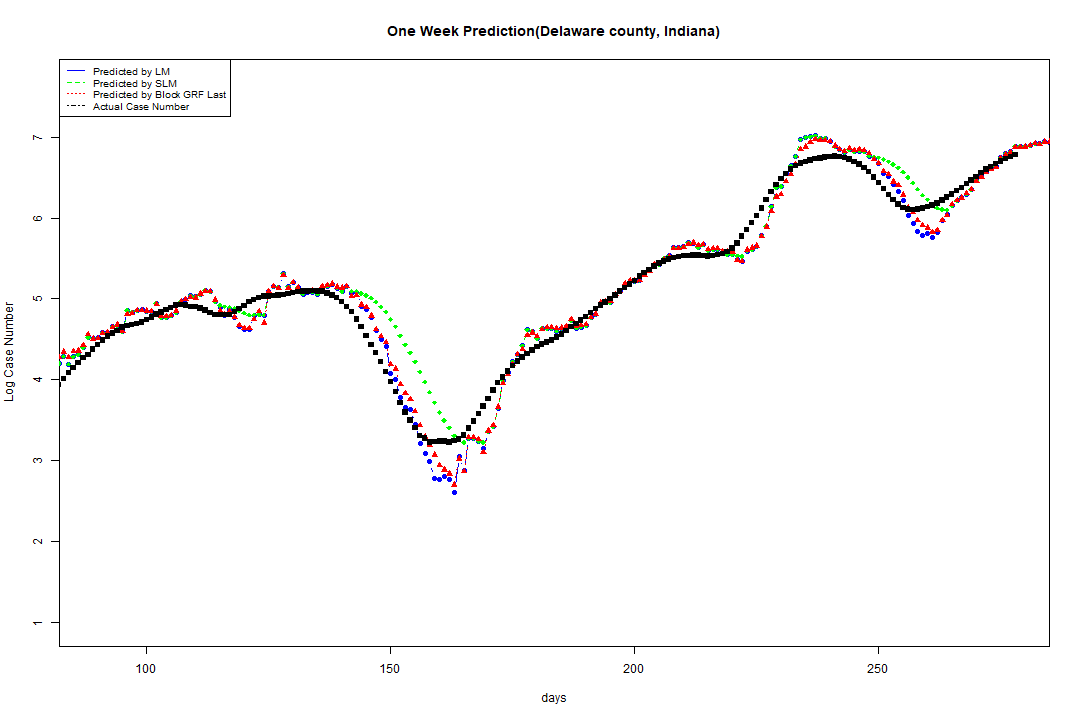 One Week Prediction(Delaware county, Indiana)
Predicted by LM
Predicted by SLM
Predicted by Block GRF Last
Actual Case Number
Log Case Number
7
6
5
4
3
2
1
100 150 200 250
days